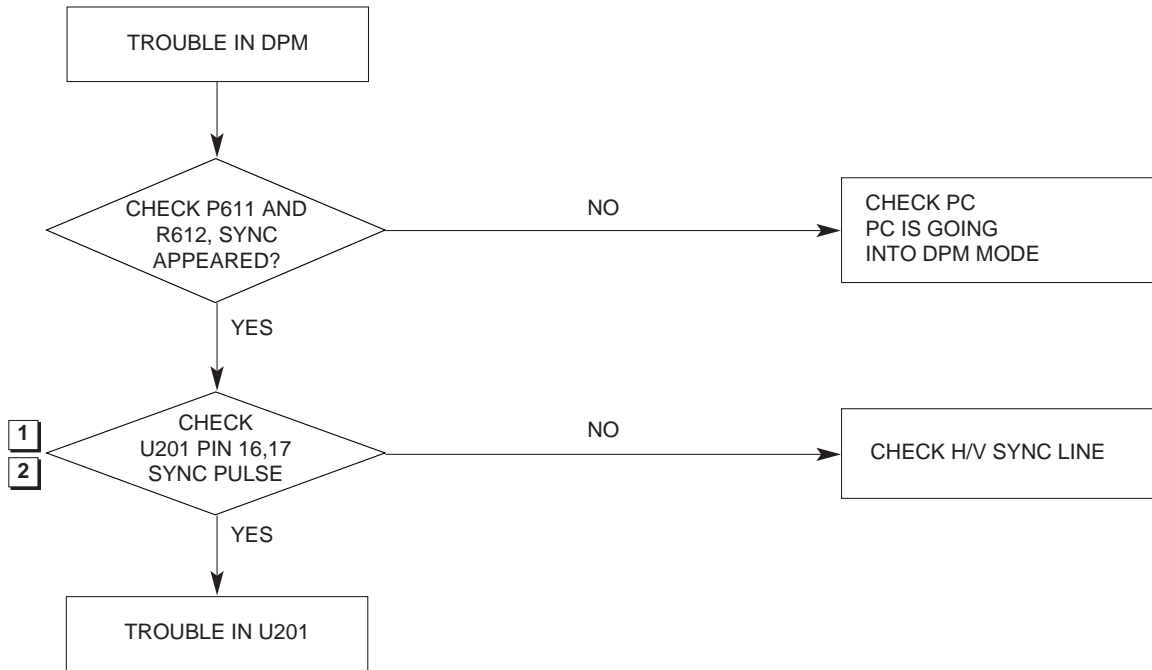 TROUBLE IN DPM
CHECK P611 AND
R612, SYNC
APPEARED?
NO
CHECK PC
PC IS GOING
INTO DPM MODE
YES
1
2
CHECK
U201 PIN 16,17
SYNC PULSE
NO
CHECK H/V SYNC LINE
YES
TROUBLE IN U201